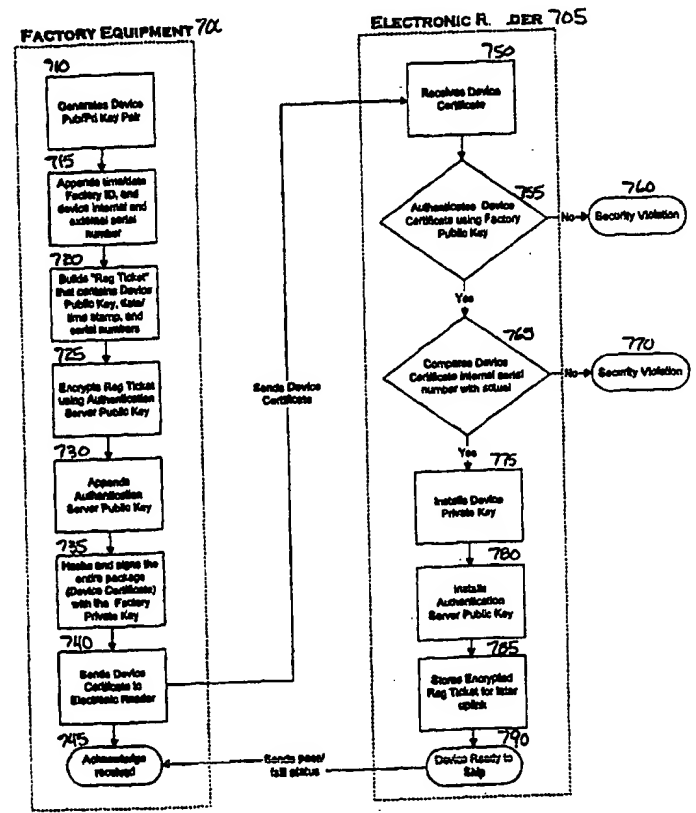 FACTORY EQUIPMENT 700
710
Generates Device
Pub/Pri Key Pair
715
Appends time/date
Factory ID, and
device internal and
external serial
number
720
Builds "Reg Ticket"
that contains Device
Public Key, date/
time stamp, and
serial numbers
725
Encrypts Reg Ticket
using Authentication
Server Public Key
730
Appends
Authentication
Server Public Key
735
Hashs and signs the
entire package
(Device Certificate)
with the Factory
Private Key
740
Sends Device
Certificate to
Electronic Reader
745
Acknowledge
received
Sends Device
Certificate
Sends pass/
fail status
ELECTRONIC R DER 705
750
Receives Device
Certificate
755
Authenticates Device
Certificate using Factory
Public Key
No
760
Security Violation
Yes
765
Compares Device
Certificate internal serial
number with actual
No
770
Security Violation
Yes
775
Installs Device
Private Key
780
Installs
Authentication
Server Public Key
785
Stores Encrypted
Reg Ticket for later
uplink
790
Device Ready to
Ship